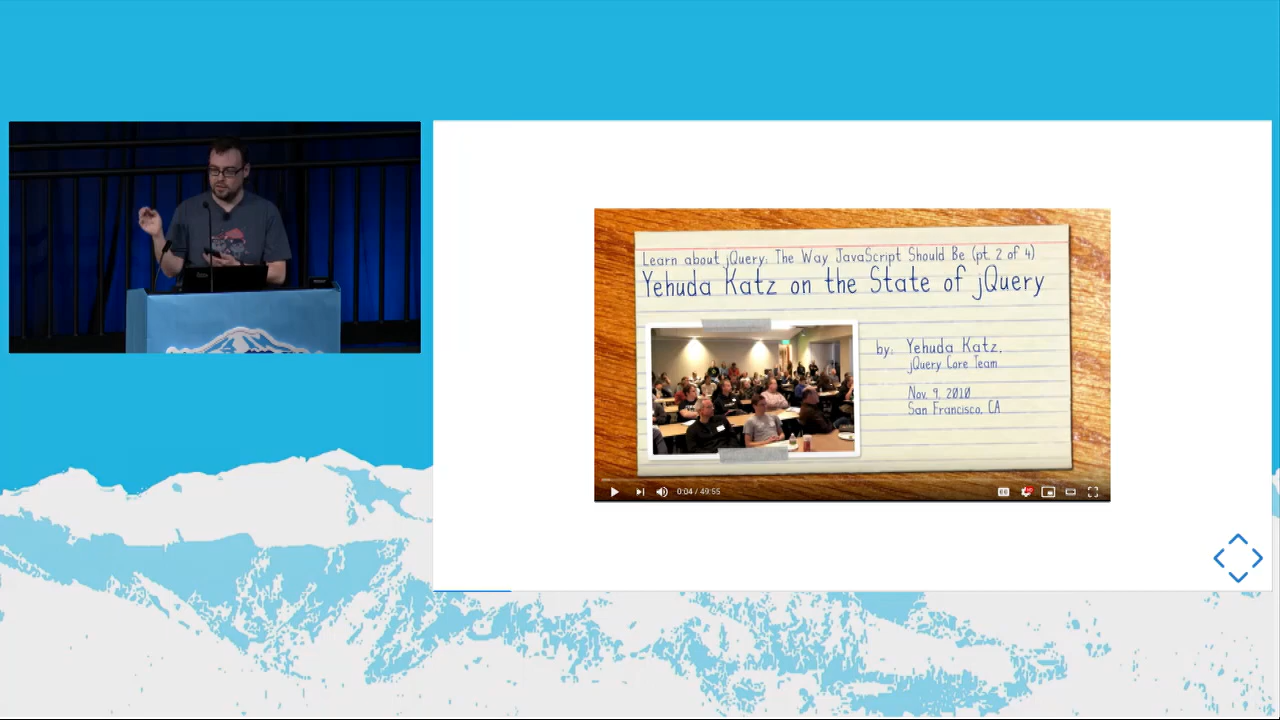 Learn about jQuery: The Way JavaScript Should Be (pt. 2 of 4)
Yehuda Katz on the State of jQuery
by: Yehuda Katz,
jQuery Core Team
Nov. 9, 2010
San Francisco, CA
0:04 / 49:55